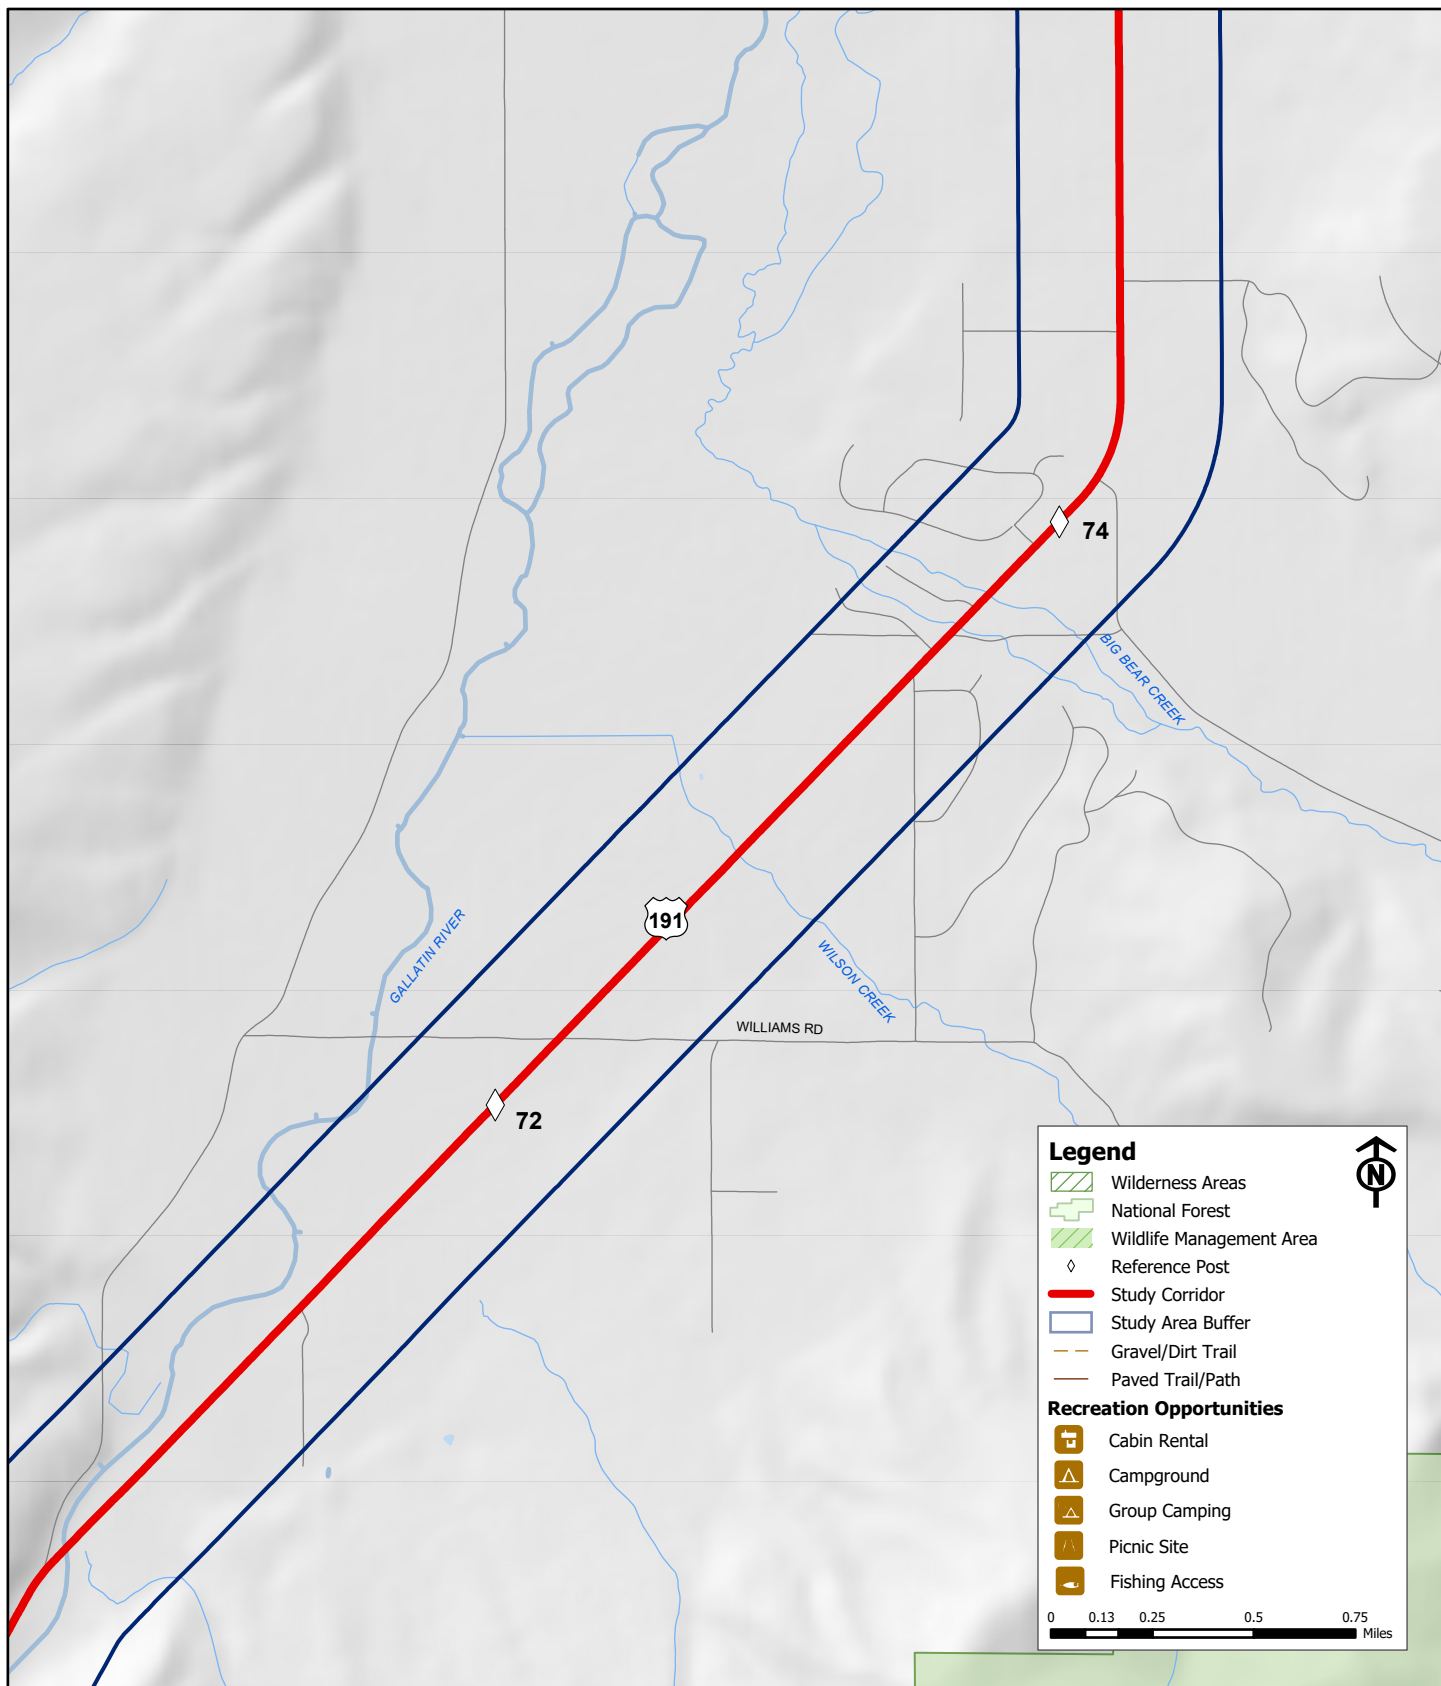 74
BIG BEAR CREEK
191
GALLATIN RIVER
WILSON CREEK
WILLIAMS RD
72
Legend
N
Wilderness Areas
National Forest
Wildlife Management Area
Reference Post
Study Corridor
Study Area Buffer
Gravel/Dirt Trail
Paved Trail/Path
Recreation Opportunities
Cabin Rental
Campground
Group Camping
Picnic Site
Fishing Access
0 0.13 0.25 0.5 0.75
Miles